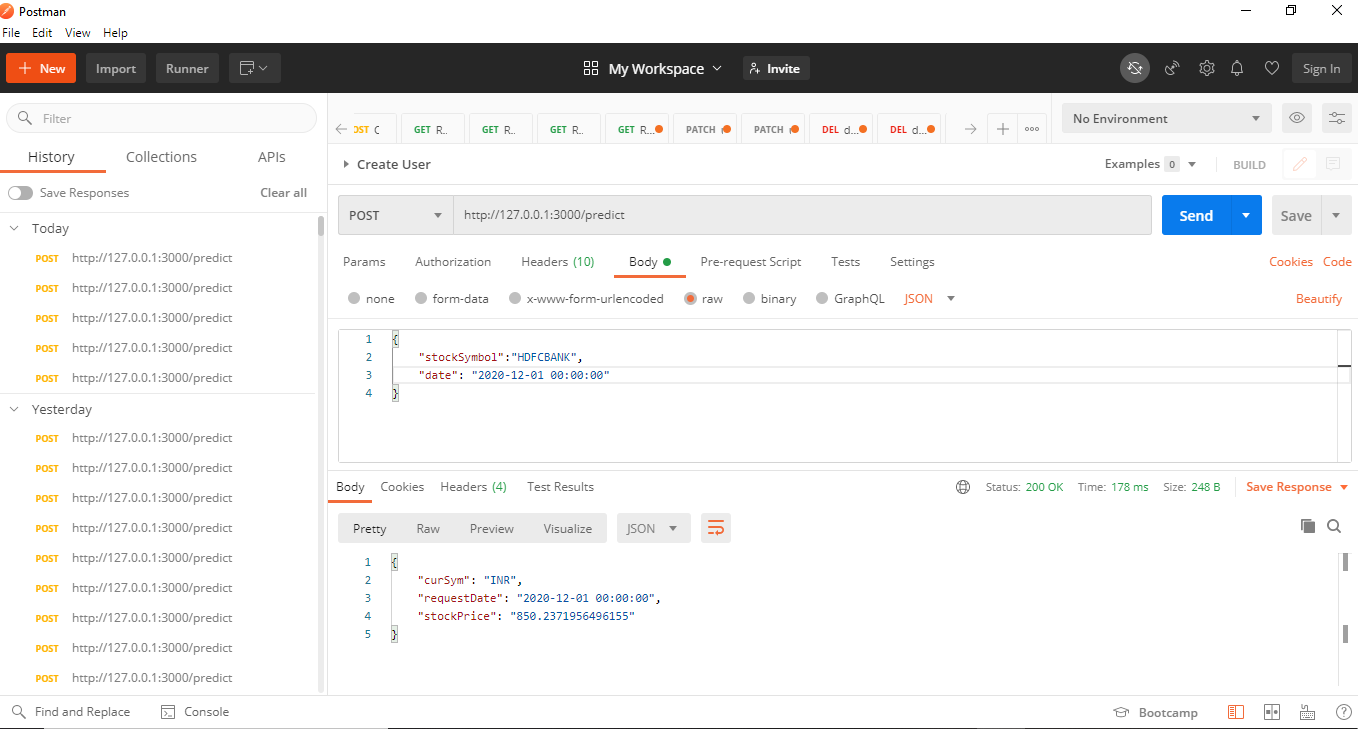 Postman
File Edit View Help
New Import Runner My Workspace Invite Sign In
Filter
History Collections APIs
Save Responses Clear all
Today
POST http://127.0.0.1:3000/predict
POST http://127.0.0.1:3000/predict
POST http://127.0.0.1:3000/predict
POST http://127.0.0.1:3000/predict
POST http://127.0.0.1:3000/predict
Yesterday
POST http://127.0.0.1:3000/predict
POST http://127.0.0.1:3000/predict
POST http://127.0.0.1:3000/predict
POST http://127.0.0.1:3000/predict
POST http://127.0.0.1:3000/predict
POST http://127.0.0.1:3000/predict
POST http://127.0.0.1:3000/predict
POST http://127.0.0.1:3000/predict
POST http://127.0.0.1:3000/predict
OST C GET R.. GET R.. GET R.. GET R... PATCH PATCH DEL d... DEL d... No Environment
Create User Examples 0 BUILD
POST http://127.0.0.1:3000/predict Send Save
Params Authorization Headers (10) Body Pre-request Script Tests Settings Cookies Code
none form-data x-www-form-urlencoded raw binary GraphQL JSON Beautify
1 {
2 "stockSymbol":"HDFCBANK",
3 "date": "2020-12-01 00:00:00"
4 }
Body Cookies Headers (4) Test Results Status: 200 OK Time: 178 ms Size: 248 B Save Response
Pretty Raw Preview Visualize JSON
1 {
2 "curSym": "INR",
3 "requestDate": "2020-12-01 00:00:00",
4 "stockPrice": "850.2371956496155"
5 }
Find and Replace Console Bootcamp